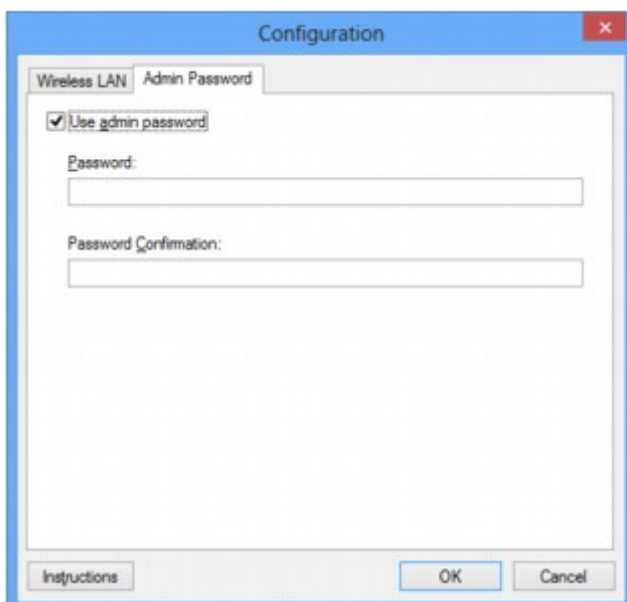 Configuration
Wireless LAN Admin Password
Use admin password
Password:
Password Confirmation:
Instructions OK Cancel